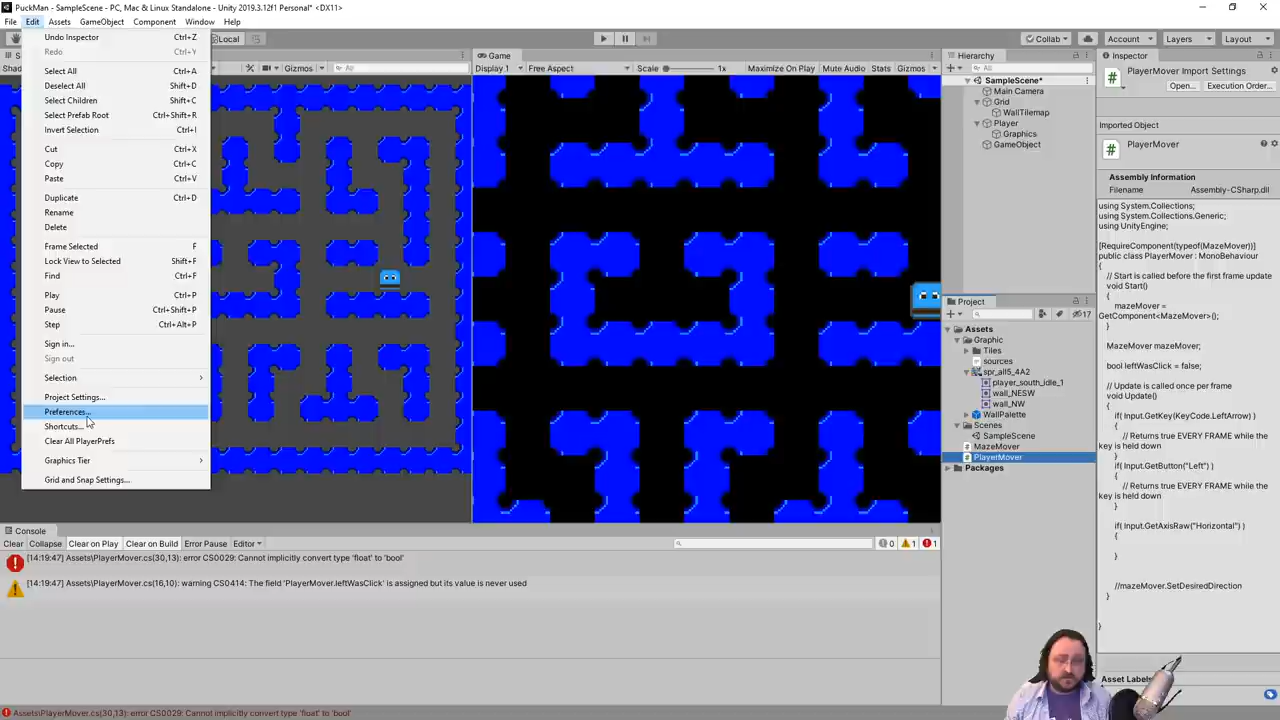 PuckMan - SampleScene - PC, Mac & Linux Standalone - Unity 2019.3.12f1 Personal* <DX11>
File Edit Assets GameObject Component Window Help
Undo Inspector Ctrl+Z
Redo Ctrl+Y
Select All Ctrl+A
Deselect All Shift+D
Select Children Shift+C
Select Prefab Root Ctrl+Shift+R
Invert Selection Ctrl+I
Cut Ctrl+X
Copy Ctrl+C
Paste Ctrl+V
Duplicate Ctrl+D
Rename
Delete
Frame Selected F
Lock View to Selected Shift+F
Find Ctrl+F
Play Ctrl+P
Pause Ctrl+Shift+P
Step Ctrl+Alt+P
Sign in...
Sign out
Selection
Project Settings...
Preferences...
Shortcuts...
Clear All PlayerPrefs
Graphics Tier
Grid and Snap Settings...
Local
Collab Account Layers Layout
Gizmos All
Game
Display 1 Free Aspect Scale 1x Maximize On Play Mute Audio Stats Gizmos
Hierarchy
All
SampleScene*
Main Camera
Grid
WallTilemap
Player
Graphics
GameObject
Project
17
Assets
Graphic
Tiles
sources
spr_all5_4A2
player_south_idle_1
wall_NESW
wall_NW
WallPalette
Scenes
SampleScene
MazeMover
PlayerMover
Packages
Inspector
PlayerMover Import Settings
Open... Execution Order...
Imported Object
PlayerMover
Assembly Information
Filename Assembly-CSharp.dll
using System.Collections;
using System.Collections.Generic;
using UnityEngine;
[RequireComponent(typeof(MazeMover))]
public class PlayerMover : MonoBehaviour
{
// Start is called before the first frame update
void Start()
{
mazeMover =
GetComponent<MazeMover>();
}
MazeMover mazeMover;
bool leftWasClick = false;
// Update is called once per frame
void Update()
{
if( Input.GetKey(KeyCode.LeftArrow) )
{
// Returns true EVERY FRAME while the
key is held down
}
if( Input.GetButton("Left") )
{
// Returns true EVERY FRAME while the
key is held down
}
if( Input.GetAxisRaw("Horizontal") )
{
}
//mazeMover.SetDesiredDirection
}
}
Asset Labels
Console
Clear Collapse Clear on Play Clear on Build Error Pause Editor 0 1 1
[14:19:47] Assets\PlayerMover.cs(30,13): error CS0029: Cannot implicitly convert type 'float' to 'bool'
[14:19:47] Assets\PlayerMover.cs(16,10): warning CS0414: The field 'PlayerMover.leftWasClick' is assigned but its value is never used
Assets\PlayerMover.cs(30,13): error CS0029: Cannot implicitly convert type 'float' to 'bool'